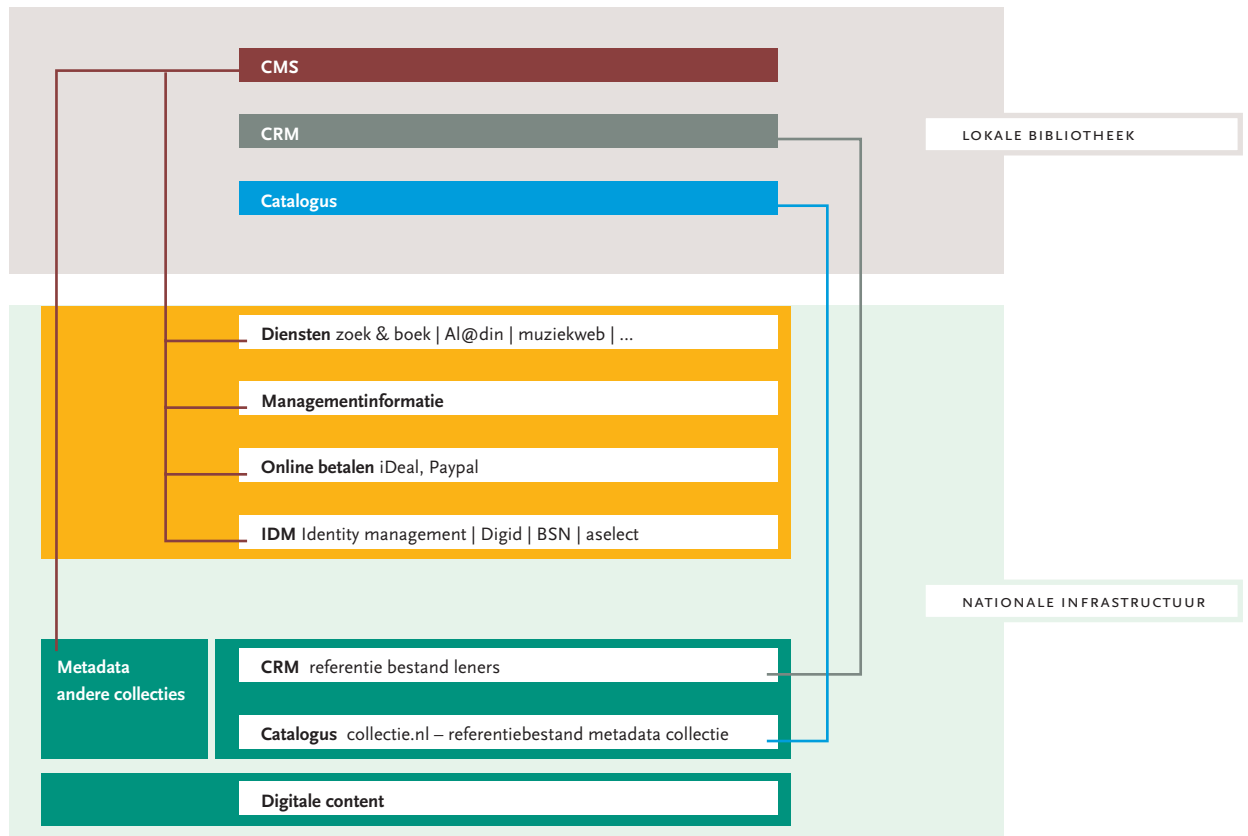 CMS
CRM
LOKALE BIBLIOTHEEK
Catalogus
Diensten zoek & boek | Al@din | muziekweb | ...
Managementinformatie
Online betalen iDeal, Paypal
IDM Identity management | Digid | BSN | aselect
NATIONALE INFRASTRUCTUUR
Metadata
andere collecties
CRM referentie bestand leners
Catalogus collectie.nl – referentiebestand metadata collectie
Digitale content